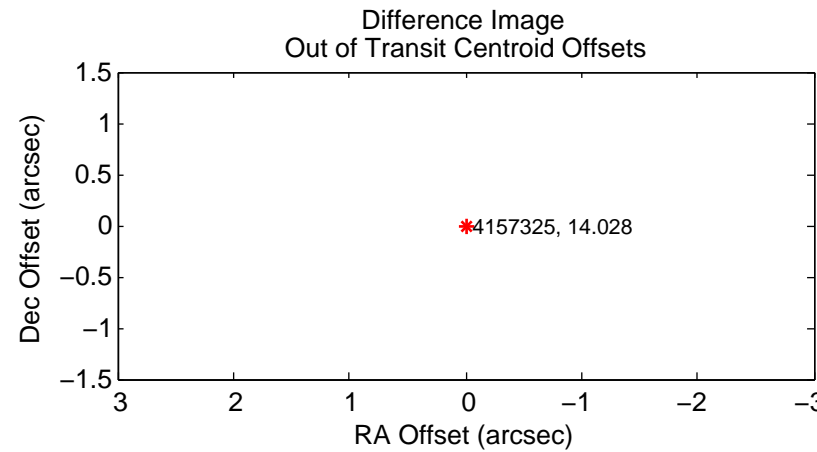 Difference Image
Out of Transit Centroid Offsets
1.5
1
0.5
0
−0.5
−1
−1.5
Dec Offset (arcsec)
4157325, 14.028
3 2 1 0 −1 −2 −3
RA Offset (arcsec)